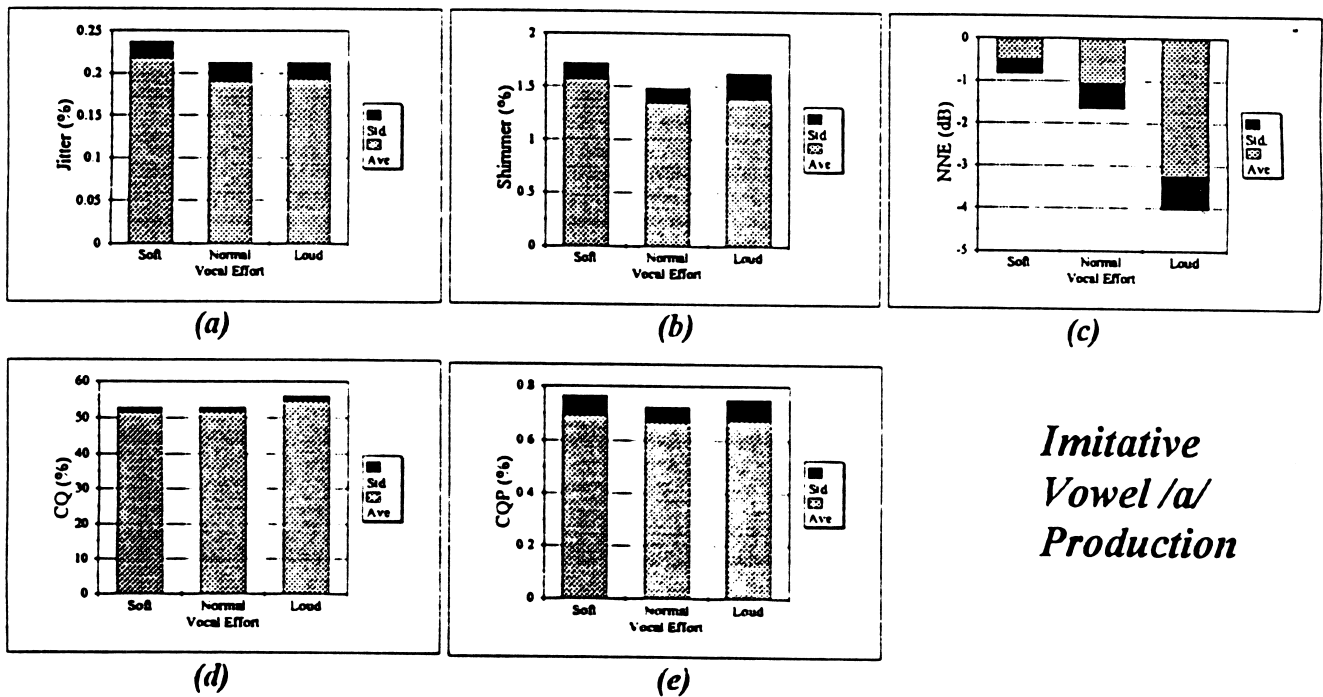 0.25
0.2
0.15
0.1
0.05
0
Jitter (%)
Soft Normal Loud
Vocal Effort
Std
Ave
(a)
2
1.5
1
0.5
0
Shimmer (%)
Soft Normal Loud
Vocal Effort
Std.
Ave
(b)
0
-1
-2
-3
-4
-5
NNE (dB)
Soft Normal Loud
Vocal Effort
Std.
Ave
(c)
60
50
40
30
20
10
0
CQ (%)
Soft Normal Loud
Vocal Effort
Std
Ave
(d)
0 8
0.6
0.4
0 2
0
CQP (%)
Soft Normal Loud
Vocal Effort
Std
Ave
(e)
Imitative
Vowel /a/
Production